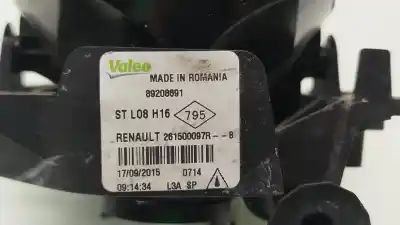 Valeo
MADE IN ROMANIA
89208691
ST L08 H16 795
RENAULT 261500097R---B
17/09/2015 0714
09:14:34 L3A SP